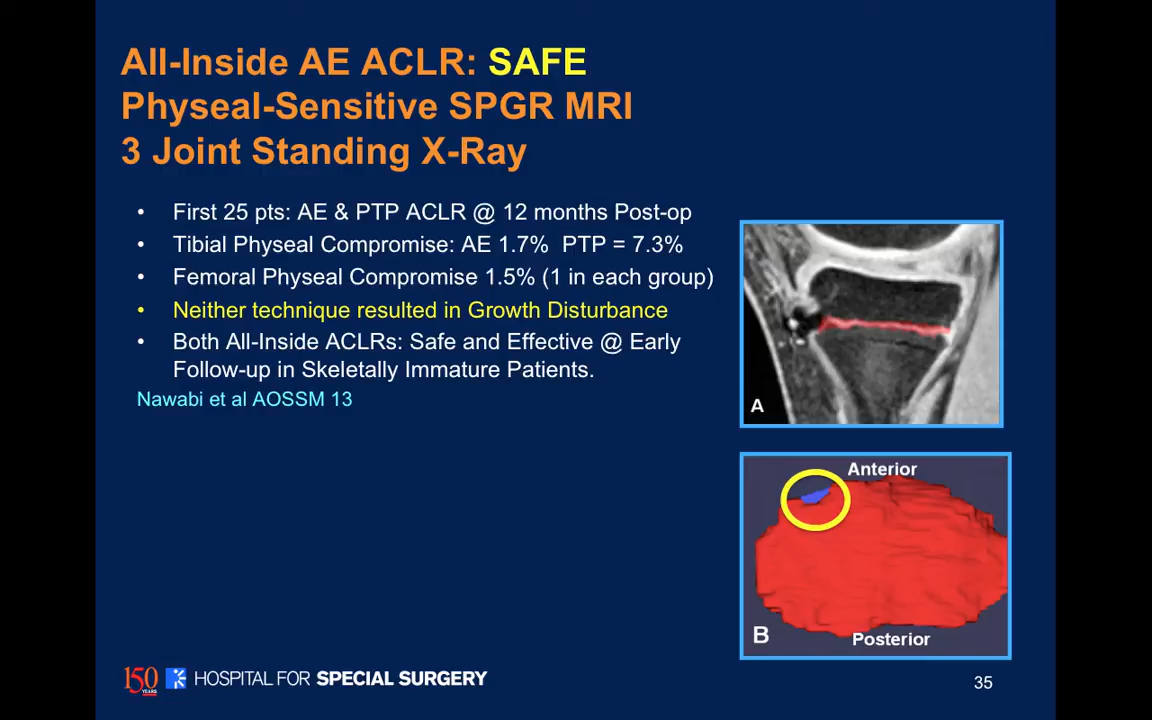 All-Inside AE ACLR: SAFE
Physeal-Sensitive SPGR MRI
3 Joint Standing X-Ray
• First 25 pts: AE & PTP ACLR @ 12 months Post-op
• Tibial Physeal Compromise: AE 1.7% PTP = 7.3%
• Femoral Physeal Compromise 1.5% (1 in each group)
• Neither technique resulted in Growth Disturbance
• Both All-Inside ACLRs: Safe and Effective @ Early
Follow-up in Skeletally Immature Patients.
Nawabi et al AOSSM 13
A
Anterior
B
Posterior
150
YEARS
HOSPITAL FOR SPECIAL SURGERY
35